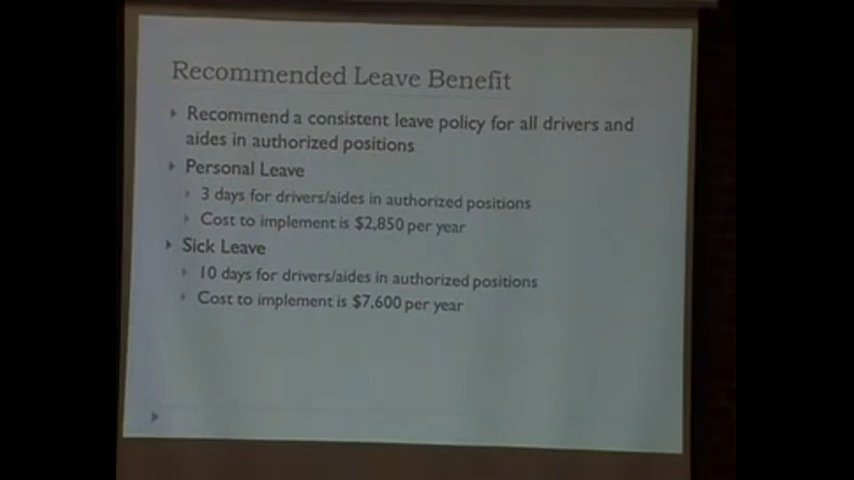 Recommended Leave Benefit
Recommend a consistent leave policy for all drivers and
aides in authorized positions
Personal Leave
3 days for drivers/aides in authorized positions
Cost to implement is $2,850 per year
Sick Leave
10 days for drivers/aides in authorized positions
Cost to implement is $7,600 per year